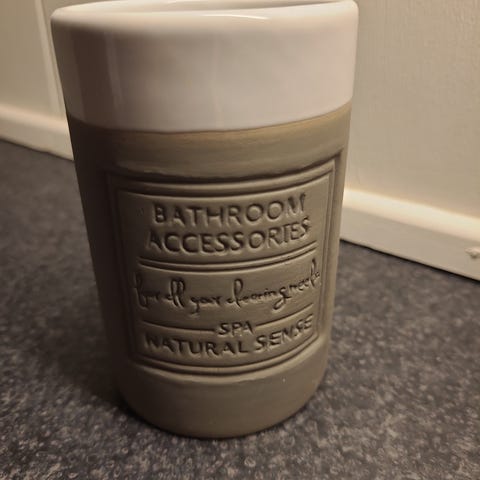 BATHROOM
ACCESSORIES
for all your cleaning needs
SPA
NATURAL SENSE